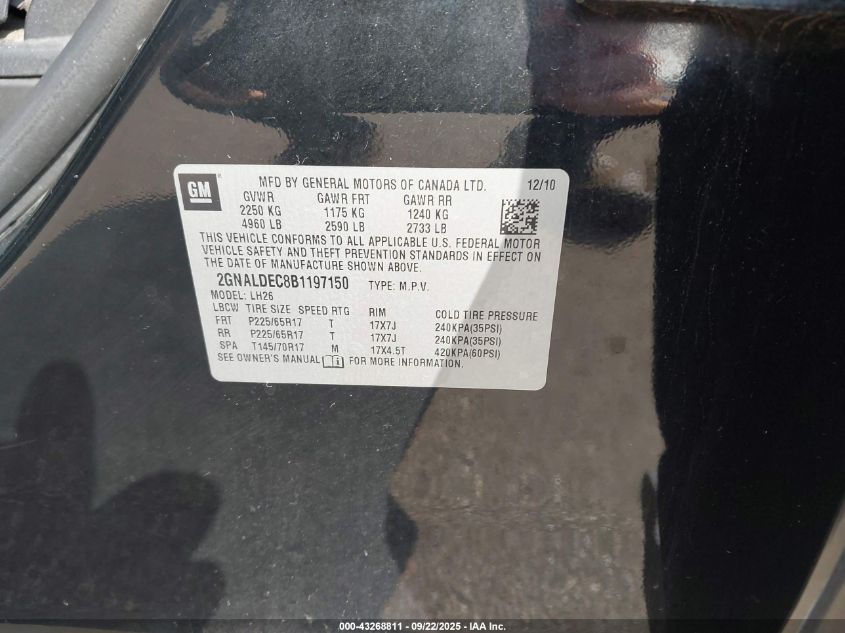 GM
MFD BY GENERAL MOTORS OF CANADA LTD. 12/10
GVWR GAWR FRT GAWR RR
2250 KG 1175 KG 1240 KG
4960 LB 2590 LB 2733 LB
THIS VEHICLE CONFORMS TO ALL APPLICABLE U.S. FEDERAL MOTOR
VEHICLE SAFETY AND THEFT PREVENTION STANDARDS IN EFFECT ON
THE DATE OF MANUFACTURE SHOWN ABOVE.
2GNALDEC8B1197150 TYPE: M.P.V.
MODEL: LH26
LBCW TIRE SIZE SPEED RTG RIM COLD TIRE PRESSURE
FRT P225/65R17 T 17X7J 240KPA(35PSI)
RR P225/65R17 T 17X7J 240KPA(35PSI)
SPA T145/70R17 M 17X4.5T 420KPA(60PSI)
SEE OWNER'S MANUAL FOR MORE INFORMATION.
000-43268811 - 09/22/2025 - IAA Inc.